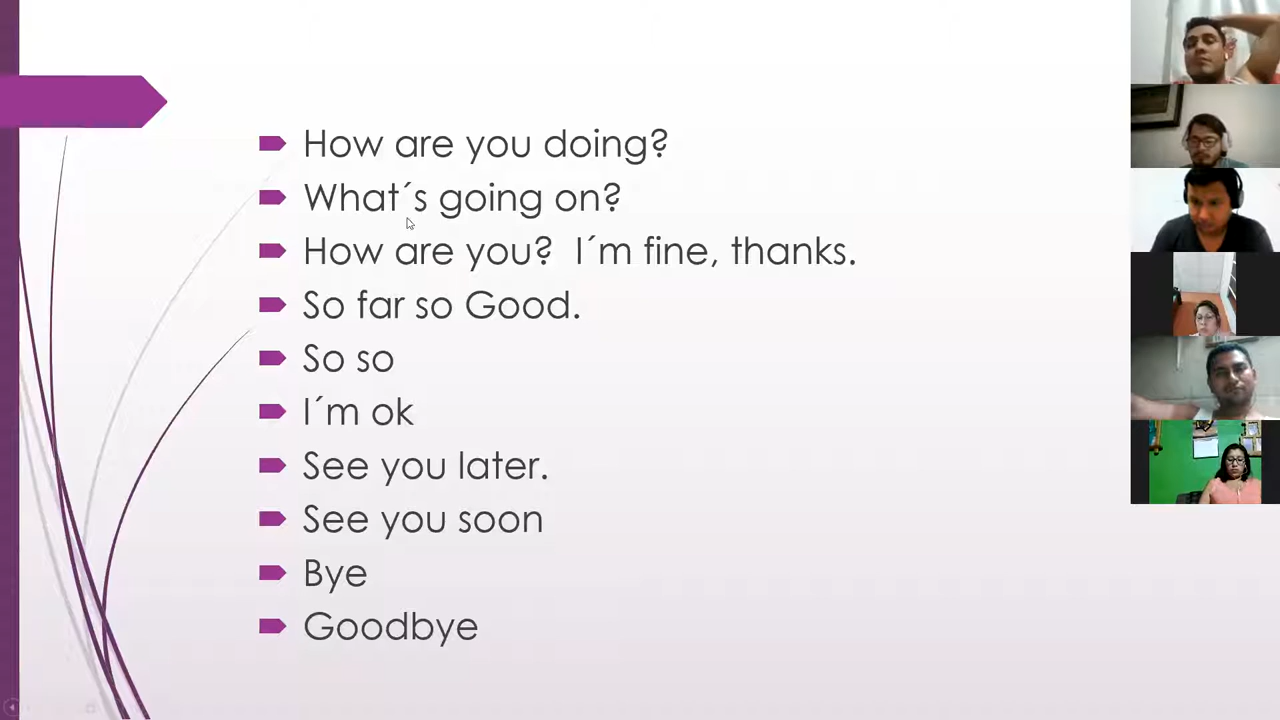 How are you doing?
What´s going on?
How are you?  I´m fine, thanks.
So far so Good.
So so
I´m ok
See you later.
See you soon
Bye
Goodbye